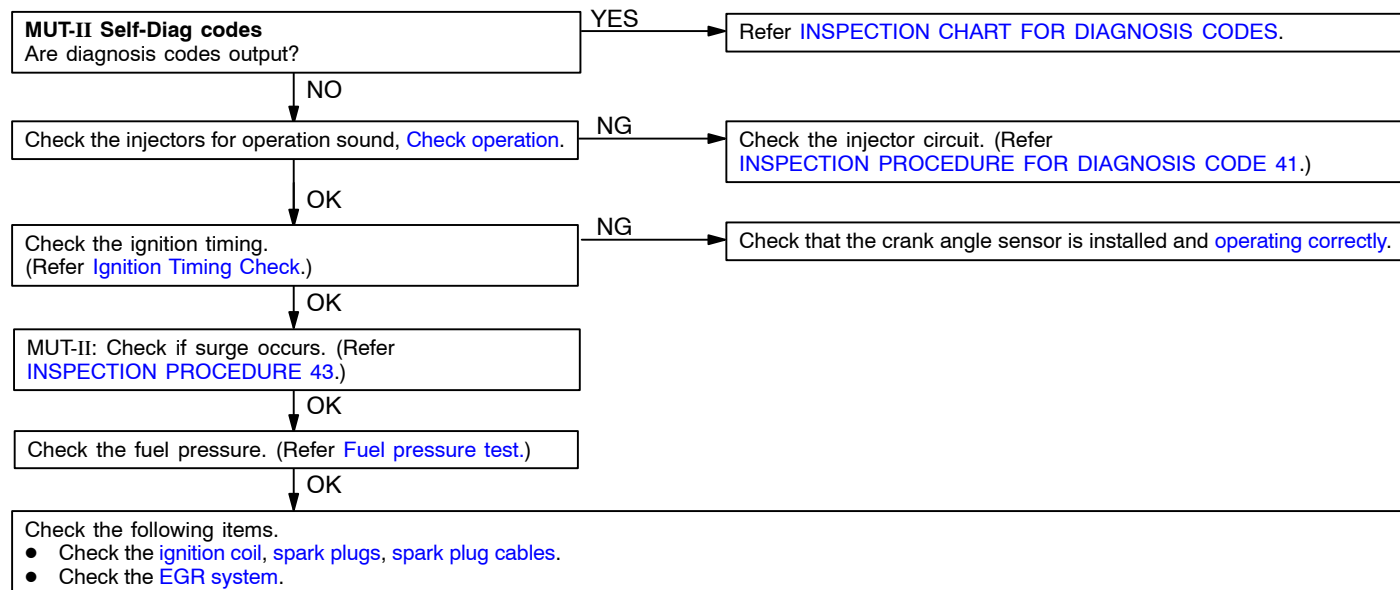 MUT-II Self-Diag codes
Are diagnosis codes output?
YES
Refer INSPECTION CHART FOR DIAGNOSIS CODES.
NO
Check the injectors for operation sound, Check operation.
NG
Check the injector circuit. (Refer
INSPECTION PROCEDURE FOR DIAGNOSIS CODE 41.)
OK
Check the ignition timing.
(Refer Ignition Timing Check.)
NG
Check that the crank angle sensor is installed and operating correctly.
OK
MUT-II: Check if surge occurs. (Refer
INSPECTION PROCEDURE 43.)
OK
Check the fuel pressure. (Refer Fuel pressure test.)
OK
Check the following items.
● Check the ignition coil, spark plugs, spark plug cables.
● Check the EGR system.